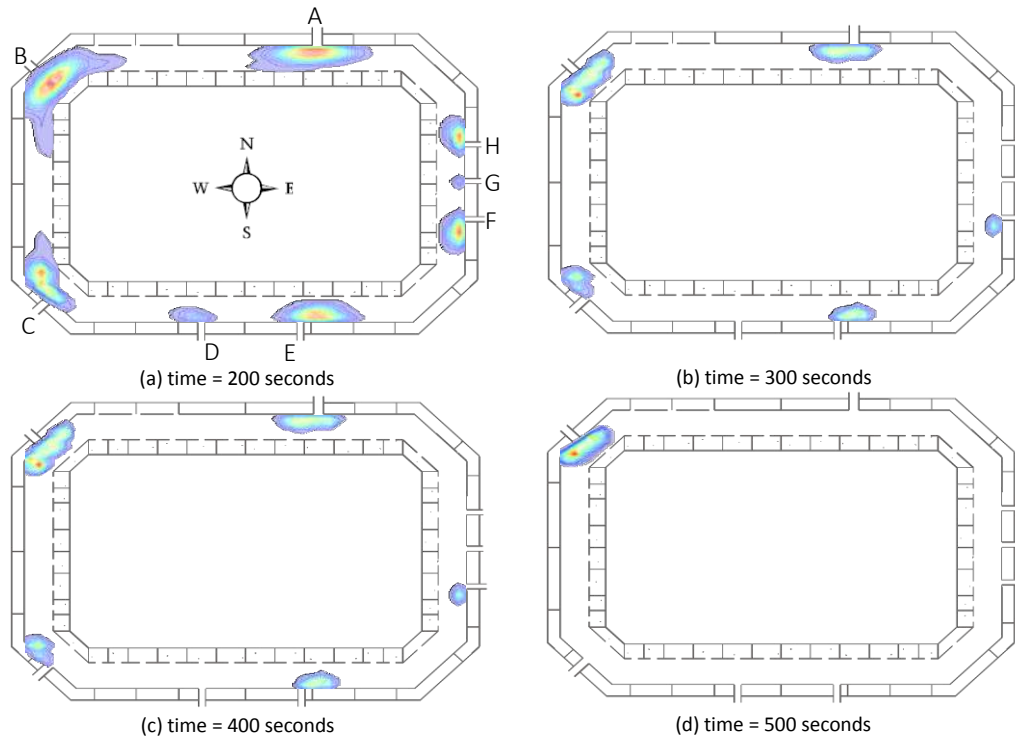 A
B
N
W E
S
H
G
F
C
D E
(a) time = 200 seconds
(b) time = 300 seconds
(c) time = 400 seconds
(d) time = 500 seconds